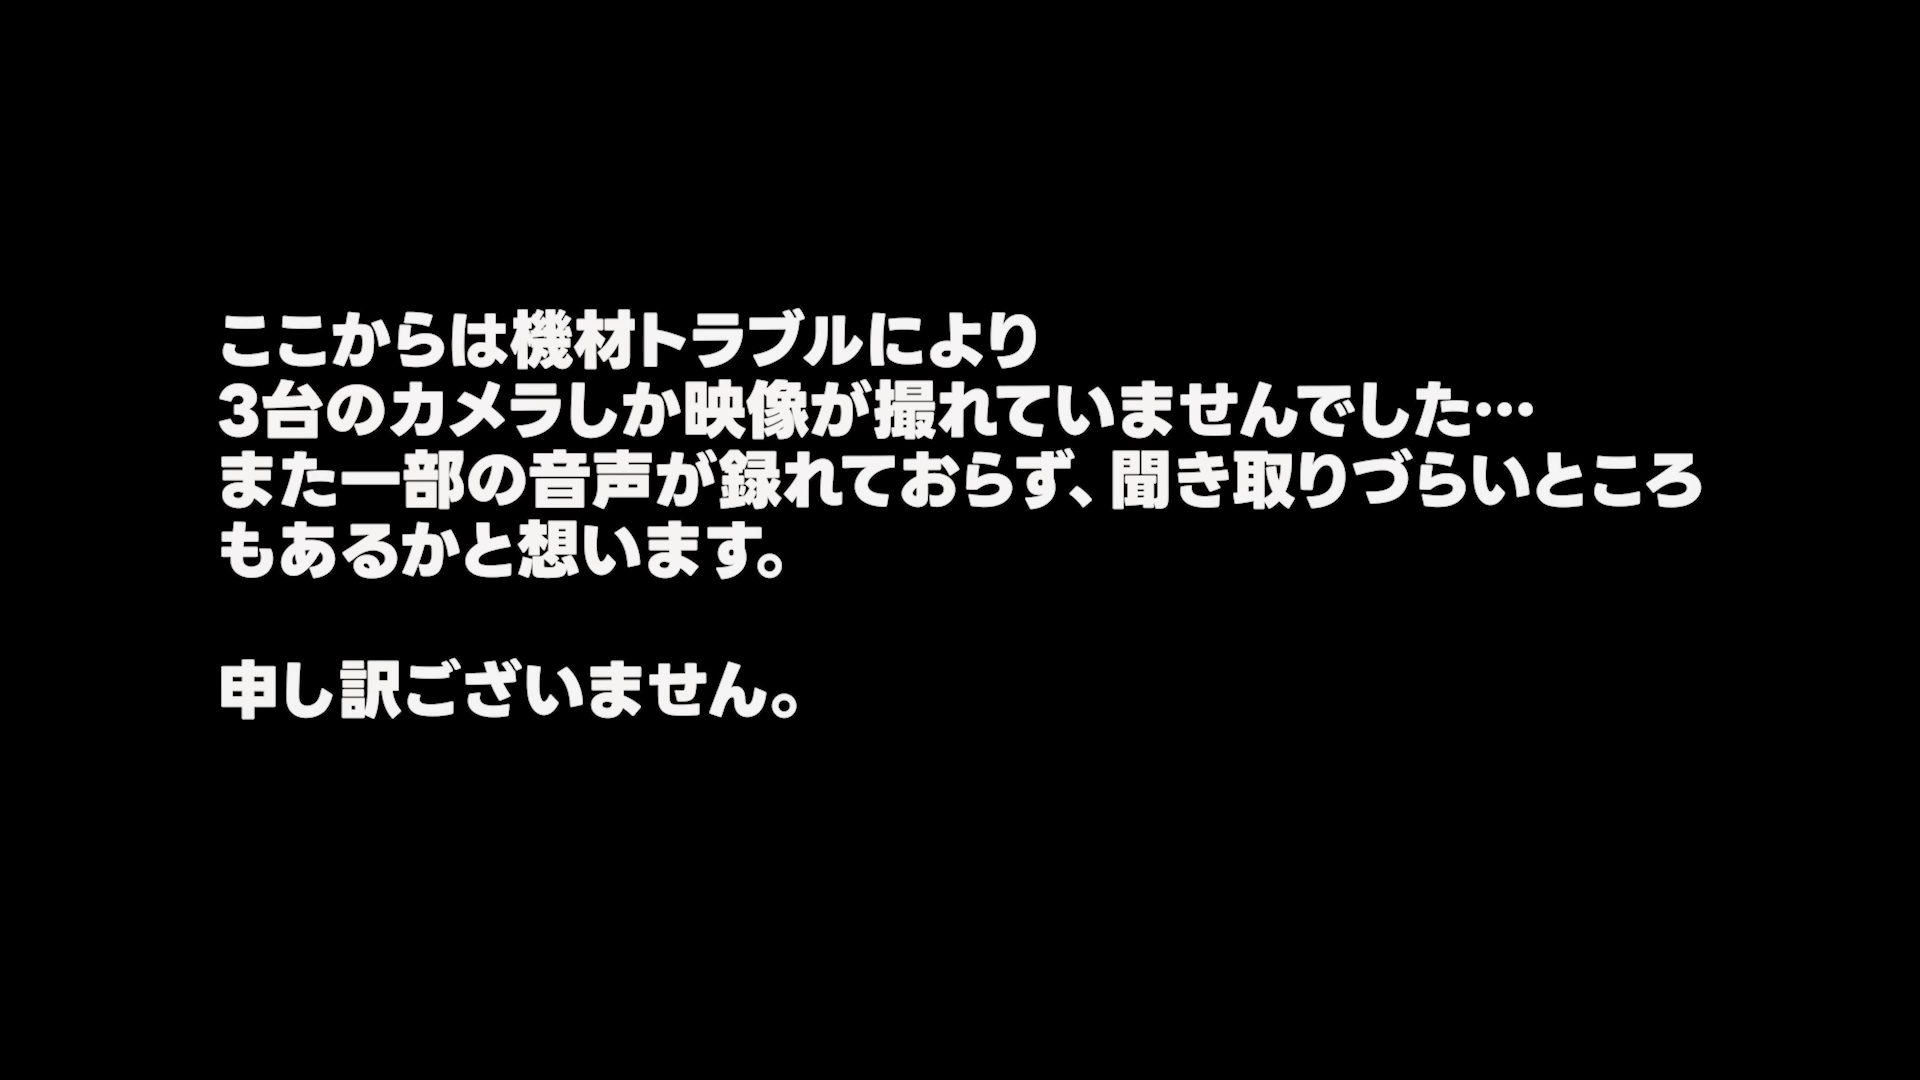 ここからは機材トラブルにより
3台のカメラしか映像が撮れていませんでした…
また一部の音声が録れておらず、聞き取りづらいところ
もあるかと想います。
申し訳ございません。